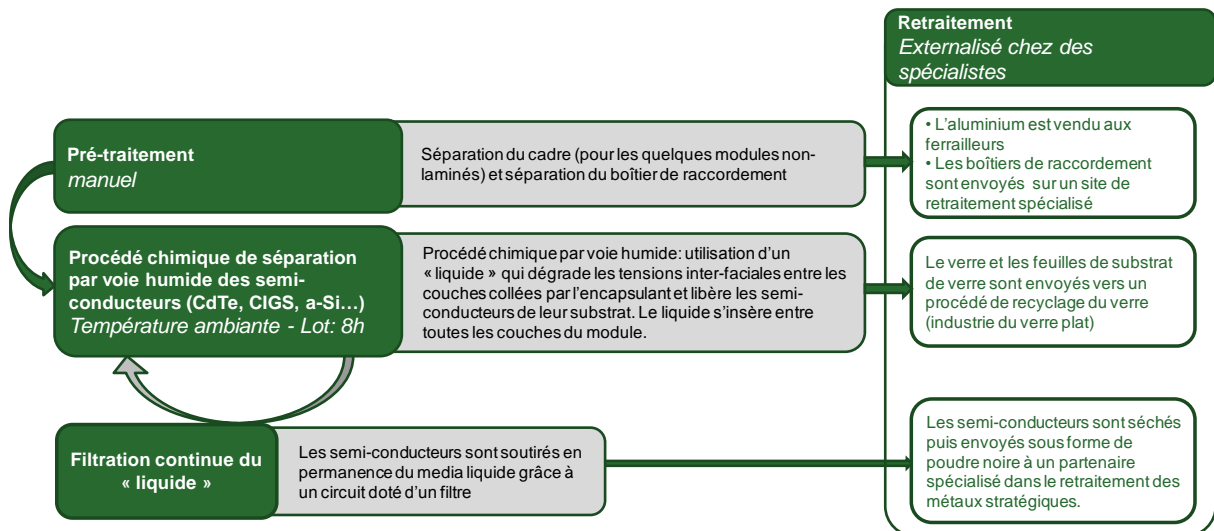 Retraitement
Externalisé chez des
spécialistes
Pré-traitement
manuel
Séparation du cadre (pour les quelques modules non-
laminés) et séparation du boîtier de raccordement
• L’aluminium est vendu aux
ferrailleurs
• Les boîtiers de raccordement
sont envoyés sur un site de
retraitement spécialisé
Procédé chimique de séparation
par voie humide des semi-
conducteurs (CdTe, CIGS, a-Si…)
Température ambiante - Lot: 8h
Procédé chimique par voie humide: utilisation d’un
« liquide » qui dégrade les tensions inter-faciales entre les
couches collées par l’encapsulant et libère les semi-
conducteurs de leur substrat. Le liquide s’insère entre
toutes les couches du module.
Le verre et les feuilles de substrat
de verre sont envoyés vers un
procédé de recyclage du verre
(industrie du verre plat)
Filtration continue du
« liquide »
Les semi-conducteurs sont soutirés en
permanence du media liquide grâce à
un circuit doté d’un filtre
Les semi-conducteurs sont séchés
puis envoyés sous forme de
poudre noire à un partenaire
spécialisé dans le retraitement des
métaux stratégiques.